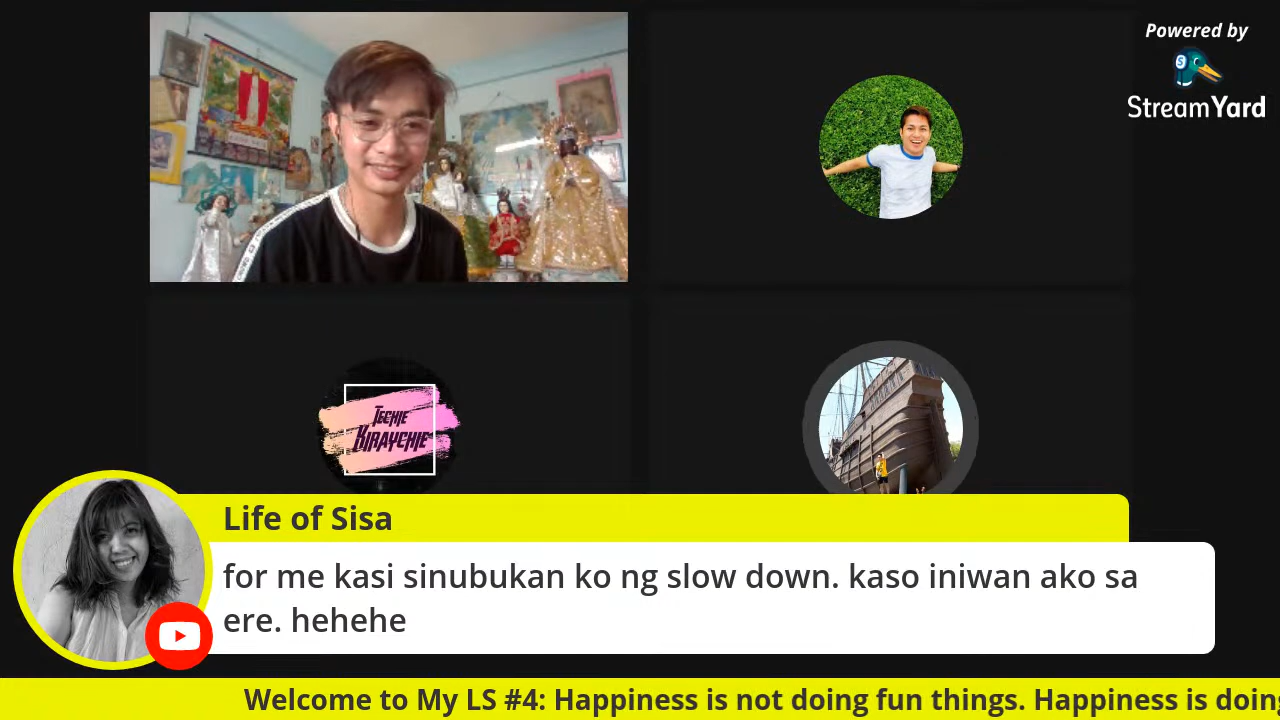 Powered by
StreamYard
TECHIE
KIRAYCHIE
Life of Sisa
for me kasi sinubukan ko ng slow down. kaso iniwan ako sa
ere. hehehe
Welcome to My LS #4: Happiness is not doing fun things. Happiness is doing